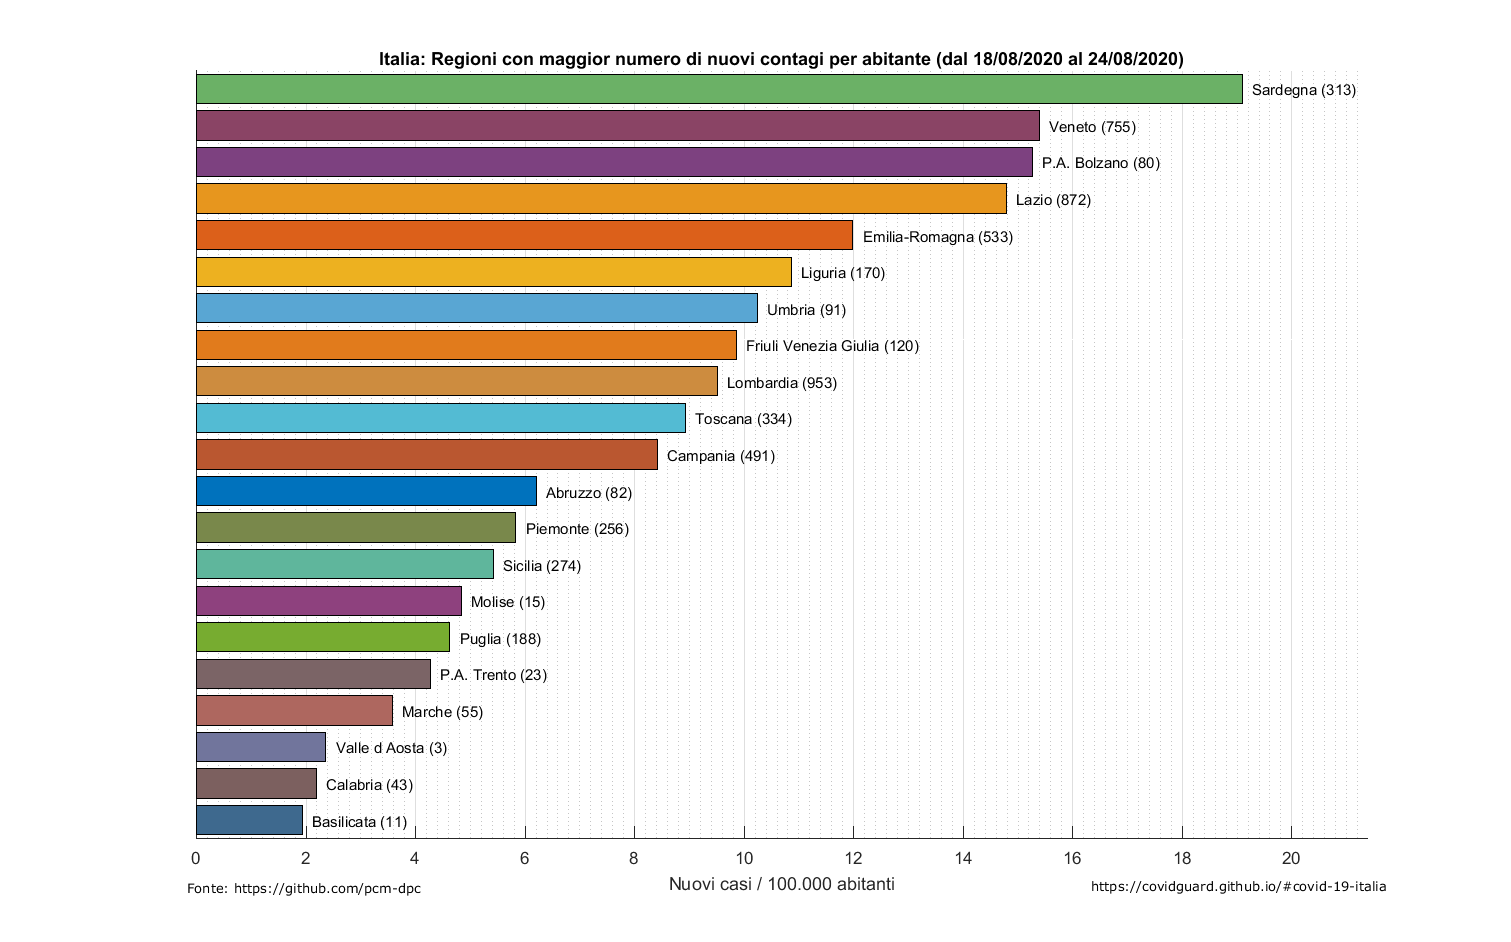 Italia: Regioni con maggior numero di nuovi contagi per abitante (dal 18/08/2020 al 24/08/2020)
Sardegna (313)
Veneto (755)
P.A. Bolzano (80)
Lazio (872)
Emilia-Romagna (533)
Liguria (170)
Umbria (91)
Friuli Venezia Giulia (120)
Lombardia (953)
Toscana (334)
Campania (491)
Abruzzo (82)
Piemonte (256)
Sicilia (274)
Molise (15)
Puglia (188)
P.A. Trento (23)
Marche (55)
Valle d Aosta (3)
Calabria (43)
Basilicata (11)
0 2 4 6 8 10 12 14 16 18 20
Nuovi casi / 100.000 abitanti
Fonte: https://github.com/pcm-dpc
https://covidguard.github.io/#covid-19-italia